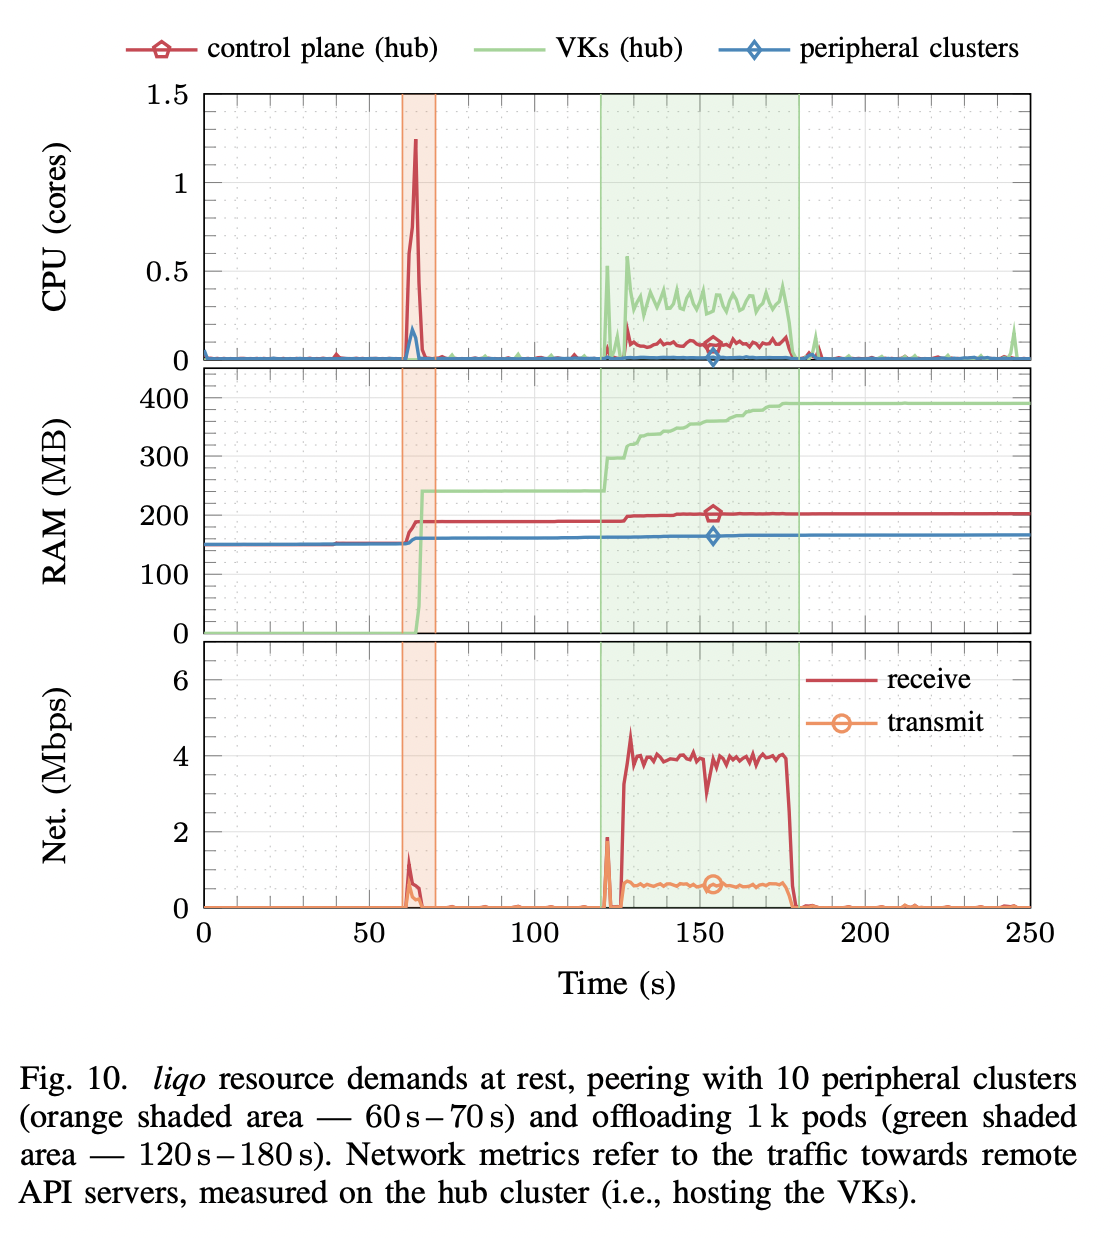 control plane (hub) VKs (hub) peripheral clusters
1.5
1
0.5
0
CPU (cores)
400
300
200
100
0
RAM (MB)
receive
transmit
6
4
2
0
Net. (Mbps)
0 50 100 150 200 250
Time (s)
Fig. 10. liqo resource demands at rest, peering with 10 peripheral clusters
(orange shaded area — 60 s – 70 s) and offloading 1 k pods (green shaded
area — 120 s – 180 s). Network metrics refer to the traffic towards remote
API servers, measured on the hub cluster (i.e., hosting the VKs).